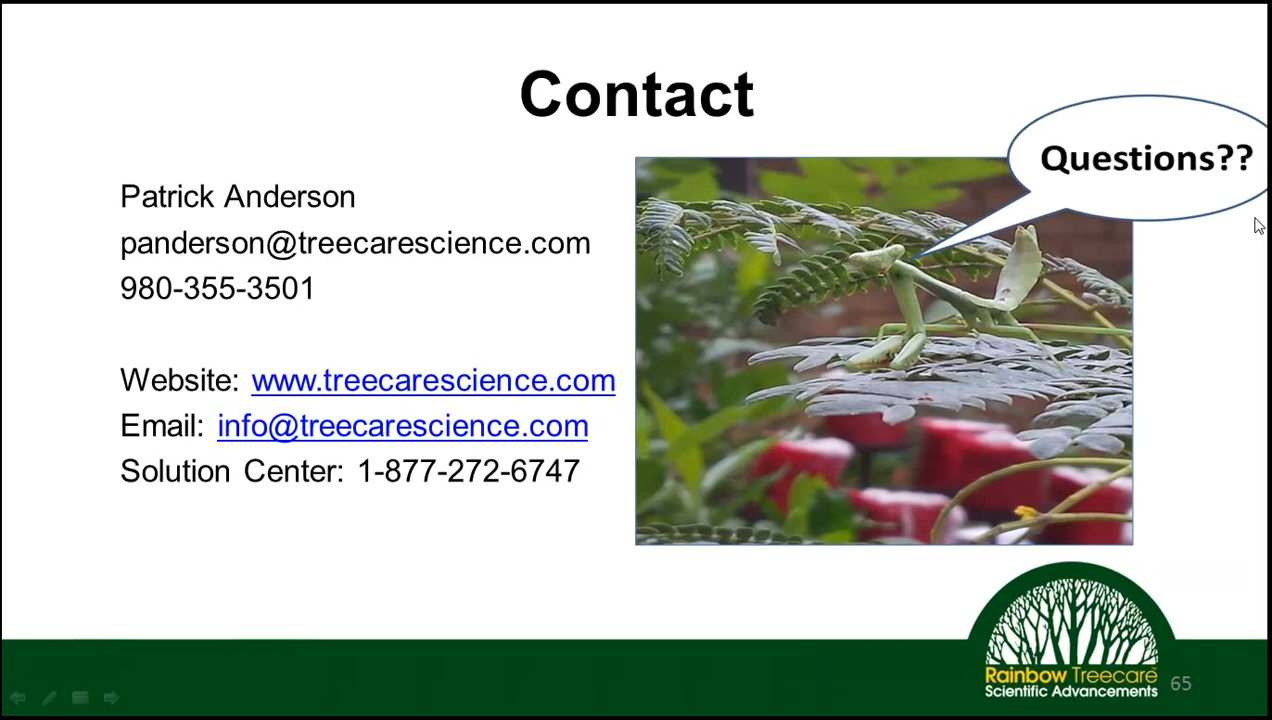 Contact
Questions??
Patrick Anderson
panderson@treecarescience.com
980-355-3501
Website: www.treecarescience.com
Email: info@treecarescience.com
Solution Center: 1-877-272-6747
Rainbow Treecare
Scientific Advancements
65